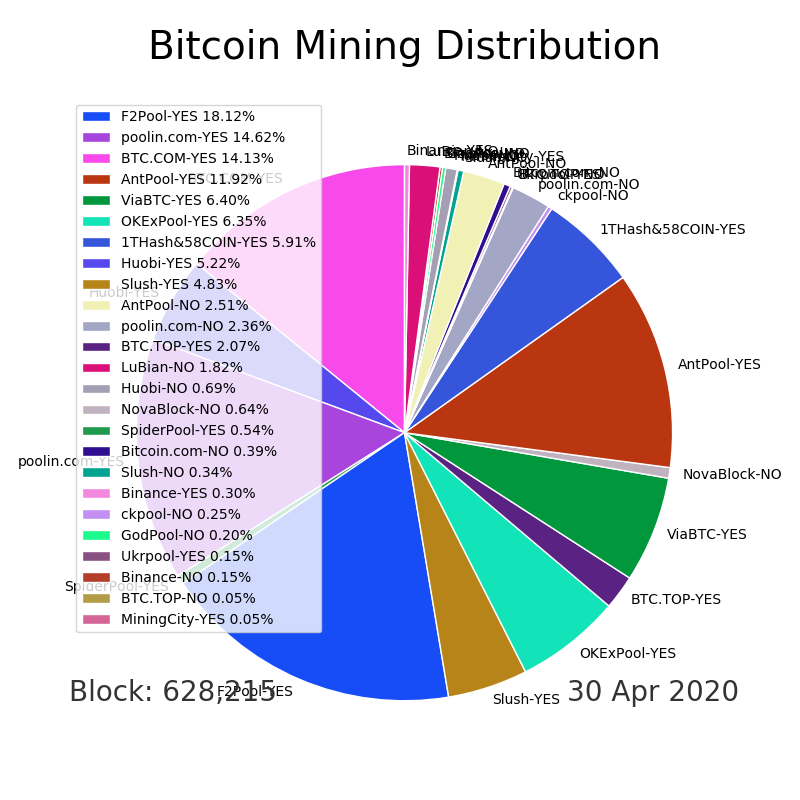 Bitcoin Mining Distribution
F2Pool-YES 18.12%
poolin.com-YES 14.62%
BTC.COM-YES 14.13%
AntPool-YES 11.92%
ViaBTC-YES 6.40%
OKExPool-YES 6.35%
1THash&58COIN-YES 5.91%
Huobi-YES 5.22%
Slush-YES 4.83%
AntPool-NO 2.51%
poolin.com-NO 2.36%
BTC.TOP-YES 2.07%
LuBian-NO 1.82%
Huobi-NO 0.69%
NovaBlock-NO 0.64%
SpiderPool-YES 0.54%
Bitcoin.com-NO 0.39%
Slush-NO 0.34%
Binance-YES 0.30%
ckpool-NO 0.25%
GodPool-NO 0.20%
Ukrpool-YES 0.15%
Binance-NO 0.15%
BTC.TOP-NO 0.05%
MiningCity-YES 0.05%
Binance-YES
AntPool-NO
poolin.com-NO
ckpool-NO
1THash&58COIN-YES
AntPool-YES
NovaBlock-NO
ViaBTC-YES
BTC.TOP-YES
OKExPool-YES
Slush-YES
F2Pool-YES
SpiderPool-YES
poolin.com-YES
Huobi-YES
BTC.COM-YES
Block: 628,215
30 Apr 2020